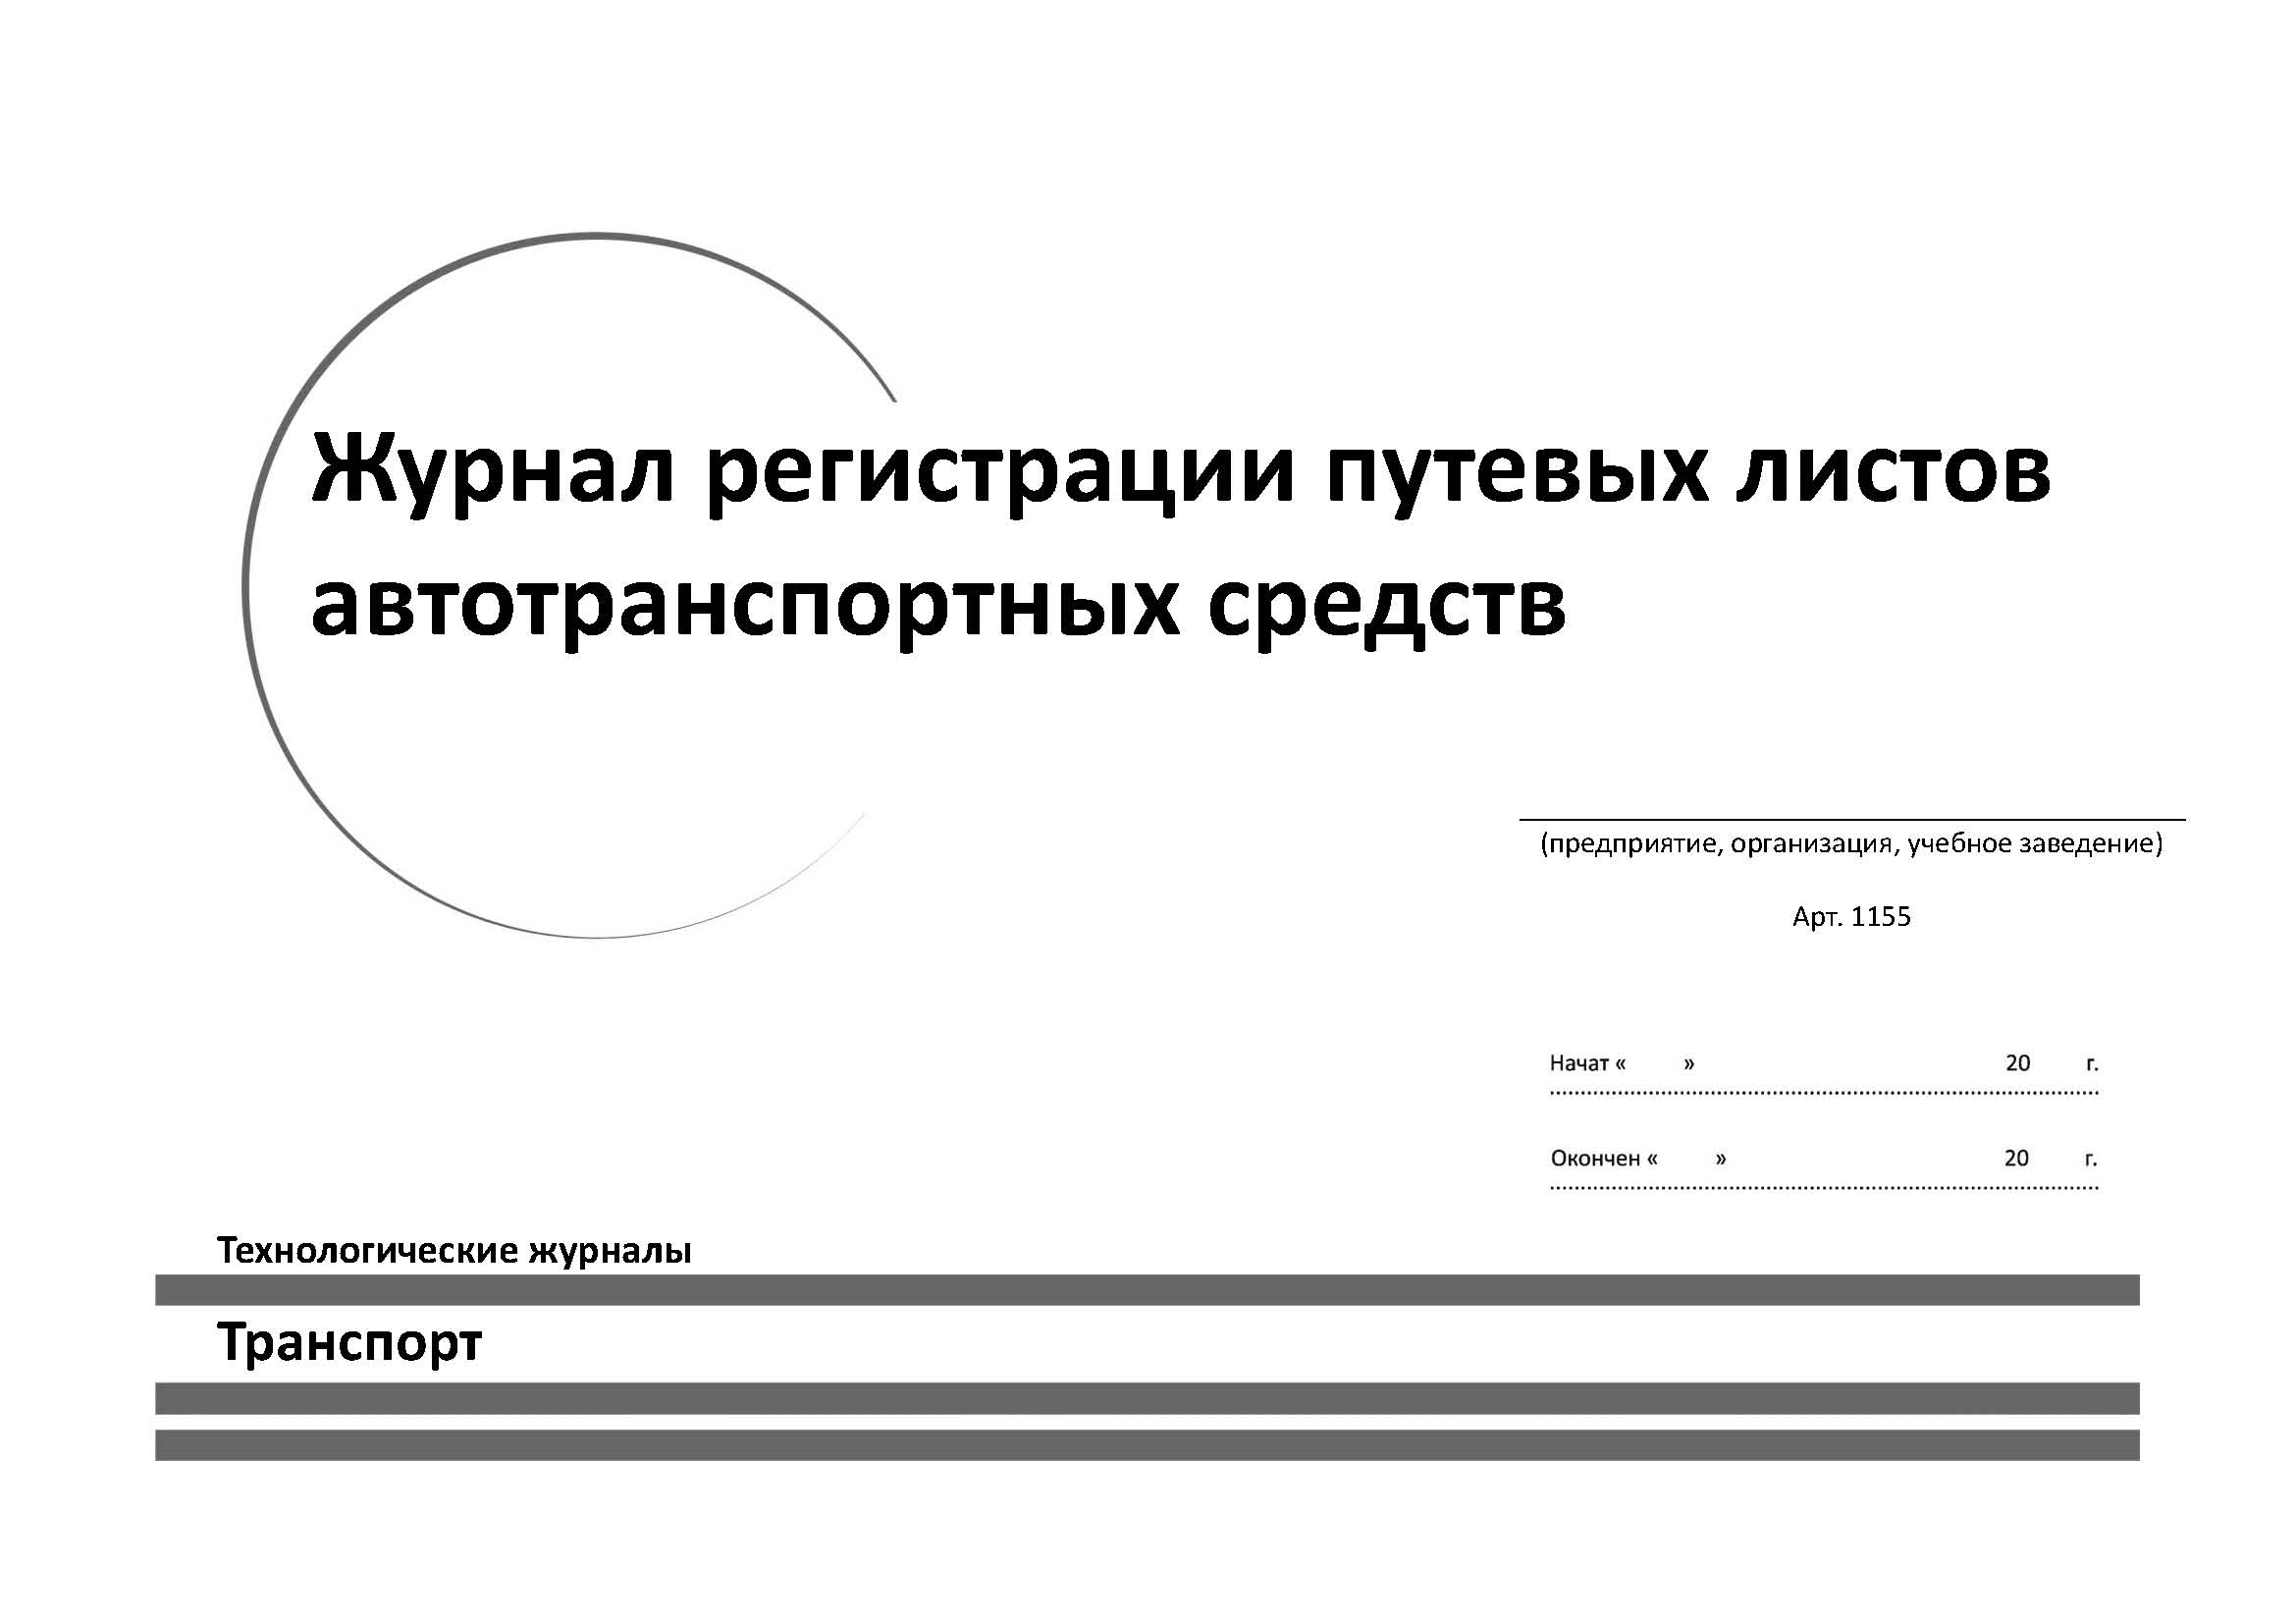 Журнал регистрации путевых листов
автотранспортных средств
(предприятие, организация, учебное заведение)
Арт. 1155
Начат « » 20 г.
Окончен « » 20 г.
Технологические журналы
Транспорт